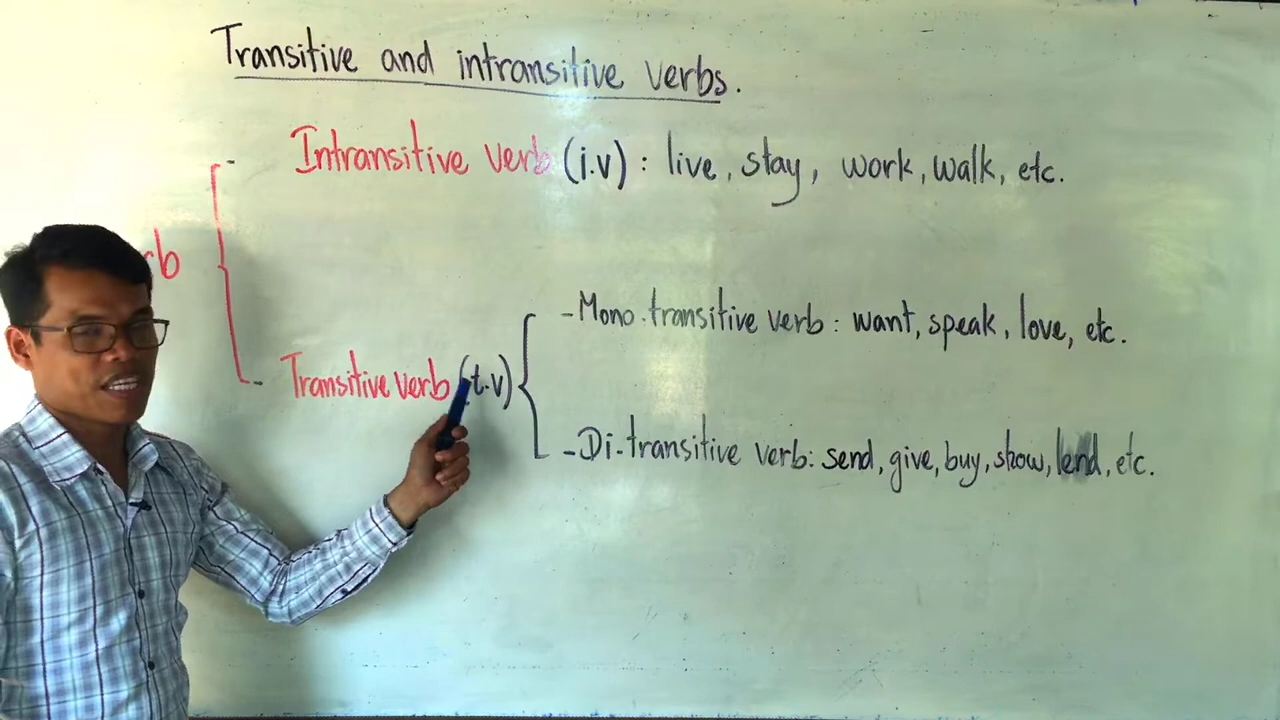 Transitive and intransitive verbs.
Intransitive verb (i.v) : live, stay, work, walk, etc.
rb
- Mono.transitive verb : want, speak, love, etc.
Transitive verb (t.v)
- Di-transitive verb: send, give, buy, show, lend, etc.